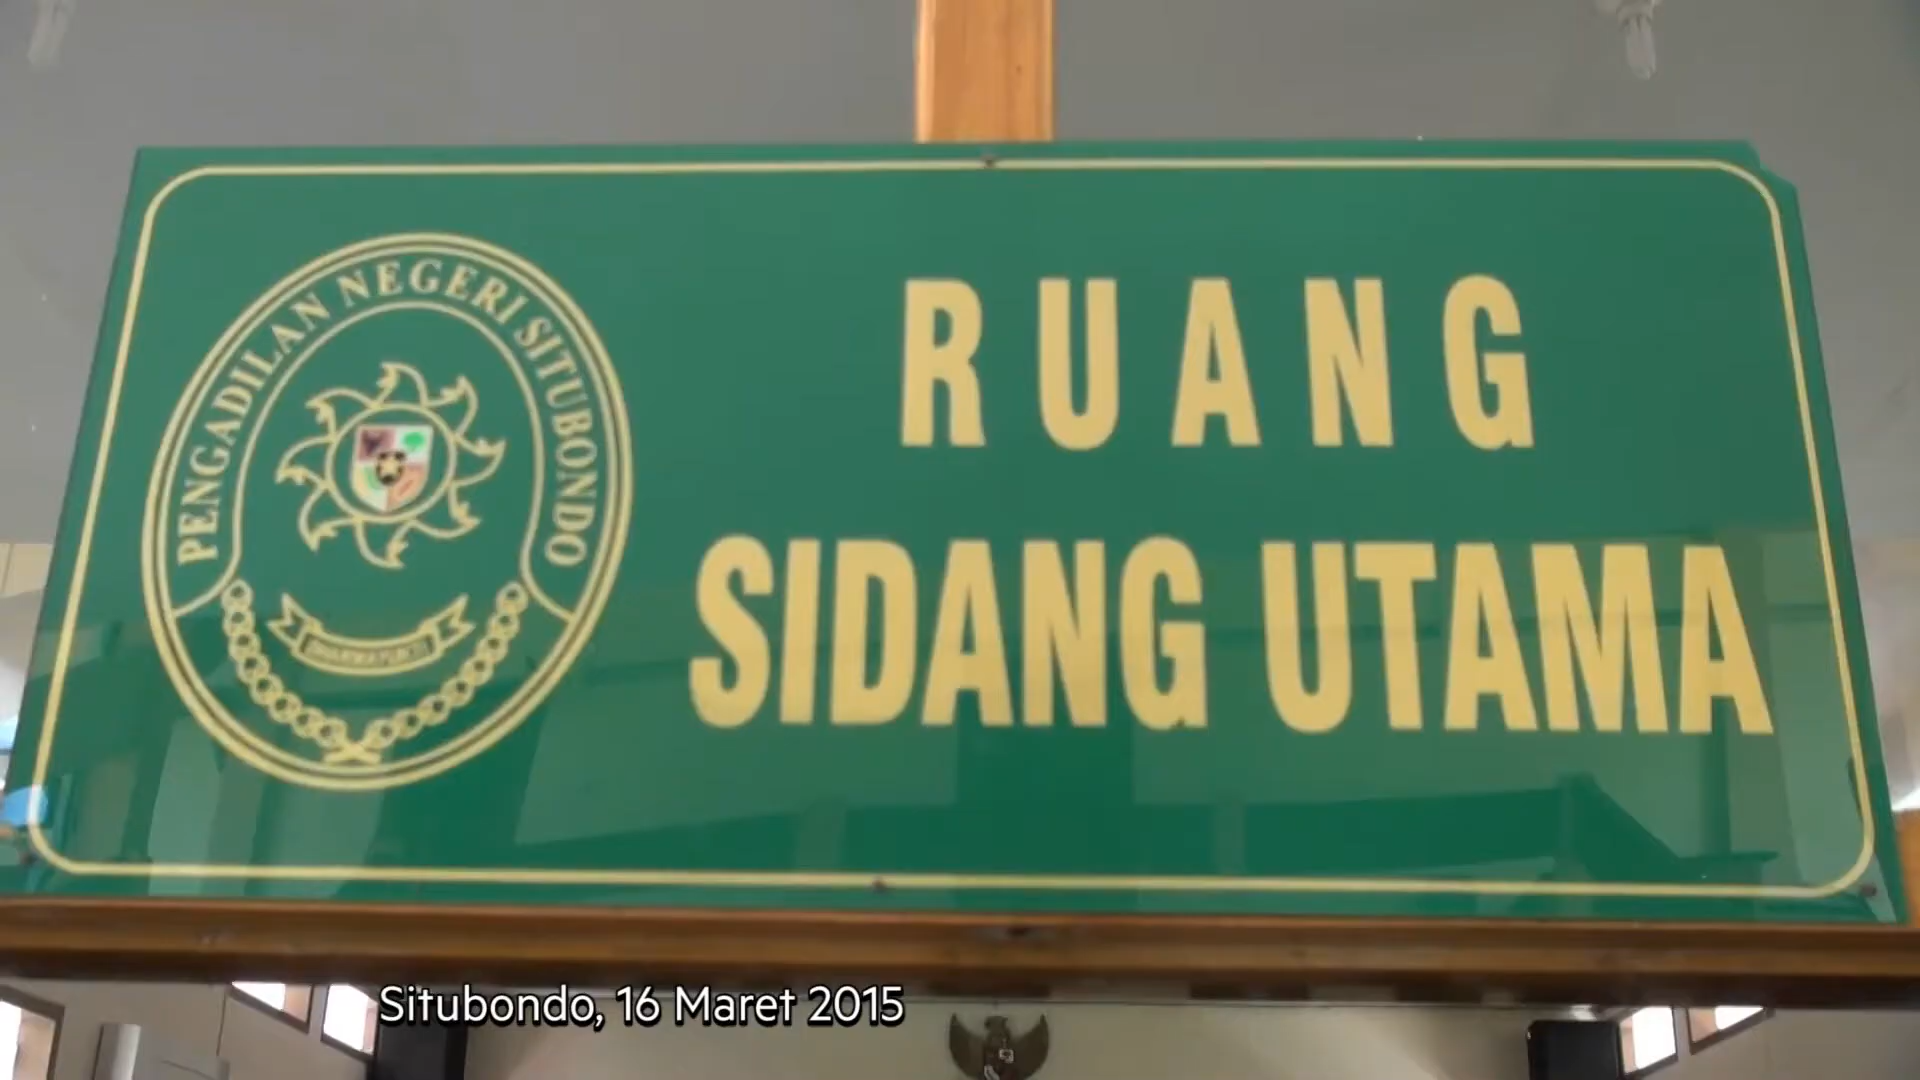 PENGADILAN NEGERI SITUBONDO
RUANG
SIDANG UTAMA
Situbondo, 16 Maret 2015